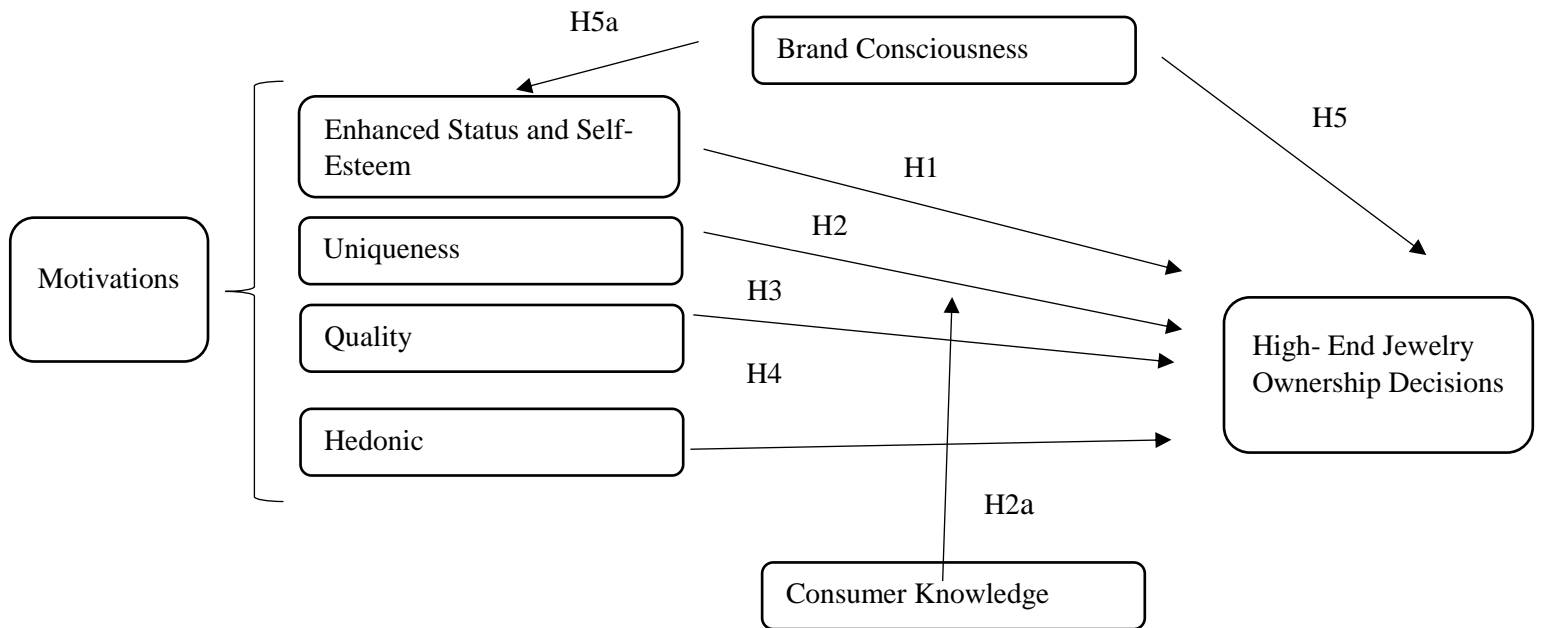 H5a
Brand Consciousness
H5
Enhanced Status and Self-
Esteem
H1
H2
Uniqueness
Motivations
H3
Quality
High- End Jewelry
Ownership Decisions
H4
Hedonic
H2a
Consumer Knowledge